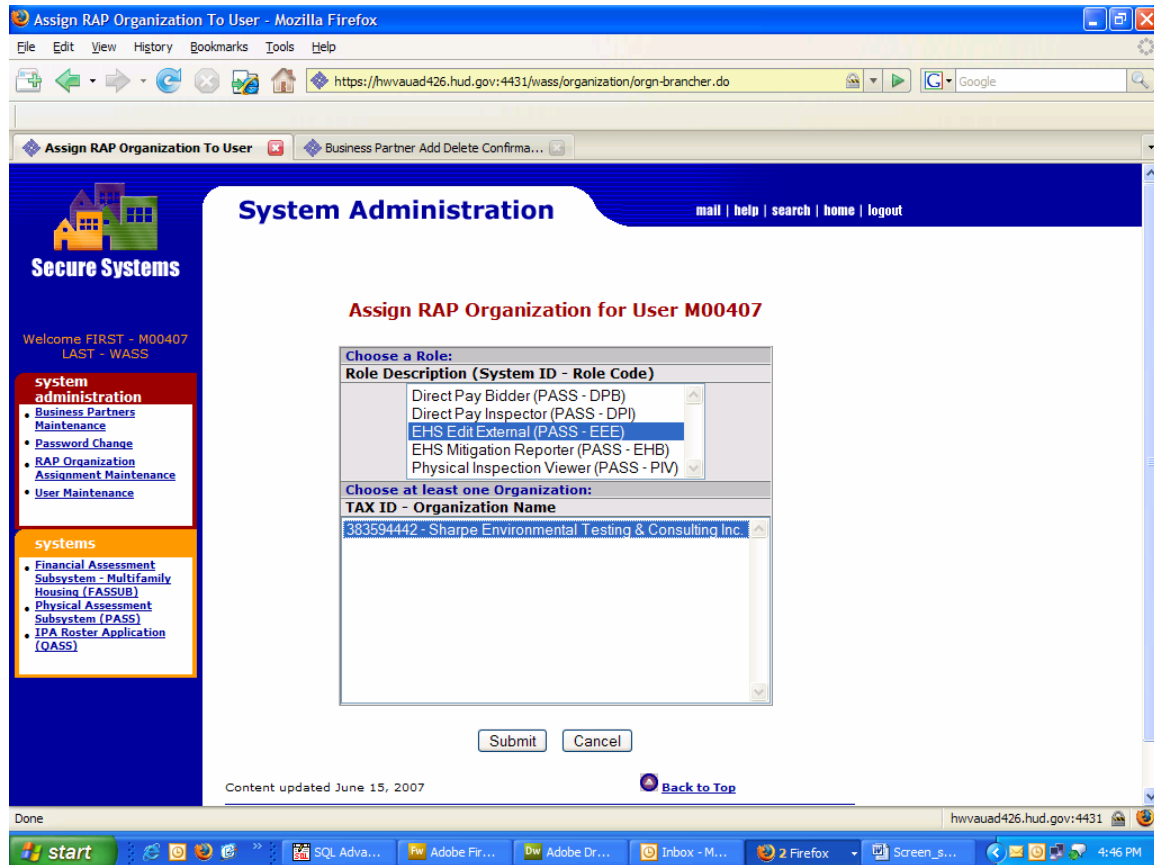 Assign RAP Organization To User - Mozilla Firefox
File Edit View History Bookmarks Tools Help
https://hwvauad426.hud.gov:4431/wass/organization/orgn-brancher.do
G Google
Assign RAP Organization To User
Business Partner Add Delete Confirma...
Secure Systems
System Administration
mail | help | search | home | logout
Welcome FIRST - M00407
LAST - WASS
system
administration
Business Partners
Maintenance
Password Change
RAP Organization
Assignment Maintenance
User Maintenance
systems
Financial Assessment
Subsystem - Multifamily
Housing (FASSUB)
Physical Assessment
Subsystem (PASS)
IPA Roster Application
(QASS)
Assign RAP Organization for User M00407
Choose a Role:
Role Description (System ID - Role Code)
Direct Pay Bidder (PASS - DPB)
Direct Pay Inspector (PASS - DPI)
EHS Edit External (PASS - EEE)
EHS Mitigation Reporter (PASS - EHB)
Physical Inspection Viewer (PASS - PIV)
Choose at least one Organization:
TAX ID - Organization Name
383594442 - Sharpe Environmental Testing & Consulting Inc.
Submit Cancel
Content updated June 15, 2007
Back to Top
Done
hwvauad426.hud.gov:4431
start
SQL Adva...
Fw Adobe Fir...
Dw Adobe Dr...
Inbox - M...
2 Firefox
Screen_s...
4:46 PM